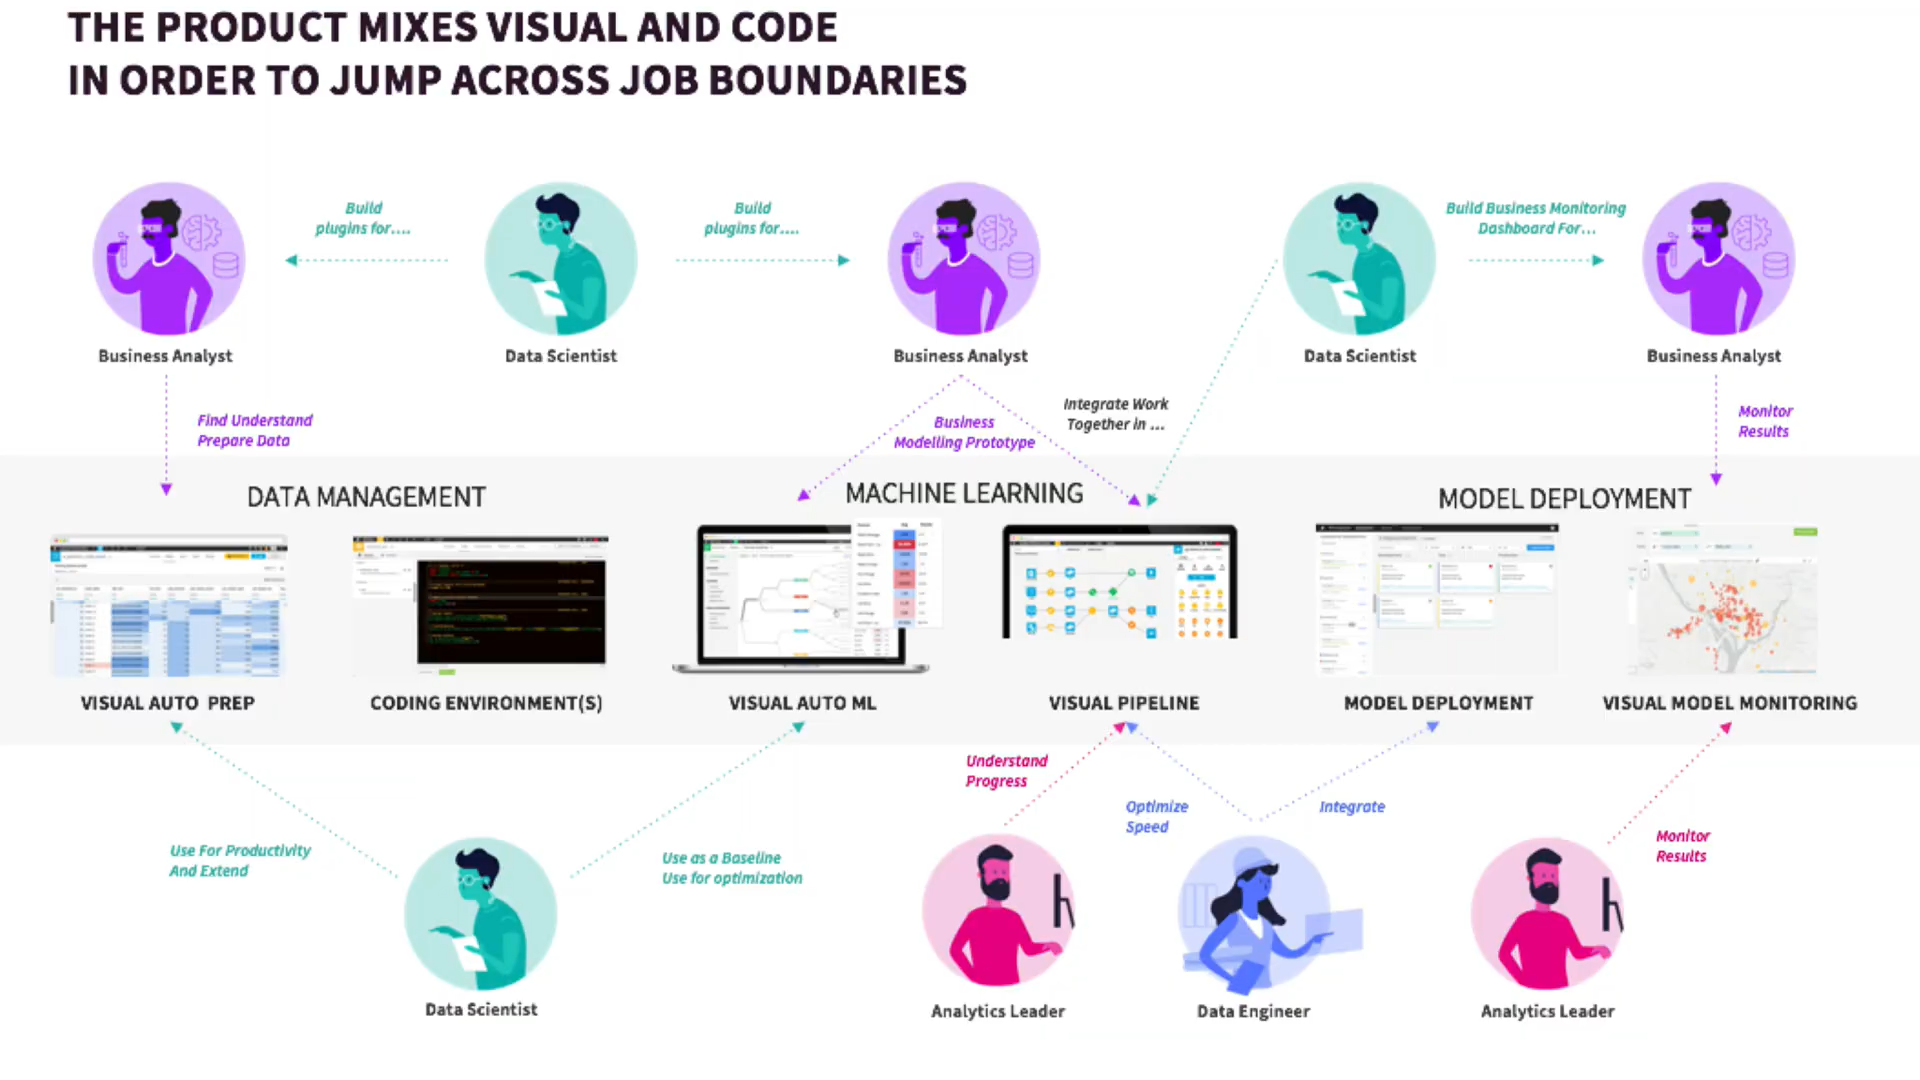 THE PRODUCT MIXES VISUAL AND CODE
IN ORDER TO JUMP ACROSS JOB BOUNDARIES
Build
plugins for....
Build
plugins for....
Build Business Monitoring
Dashboard For...
Business Analyst
Data Scientist
Business Analyst
Data Scientist
Business Analyst
Find Understand
Prepare Data
Business
Modelling Prototype
Integrate Work
Together in ...
Monitor
Results
DATA MANAGEMENT
MACHINE LEARNING
MODEL DEPLOYMENT
VISUAL AUTO PREP
CODING ENVIRONMENT(S)
VISUAL AUTO ML
VISUAL PIPELINE
MODEL DEPLOYMENT
VISUAL MODEL MONITORING
Understand
Progress
Optimize
Speed
Integrate
Monitor
Results
Use For Productivity
And Extend
Use as a Baseline
Use for optimization
Data Scientist
Analytics Leader
Data Engineer
Analytics Leader